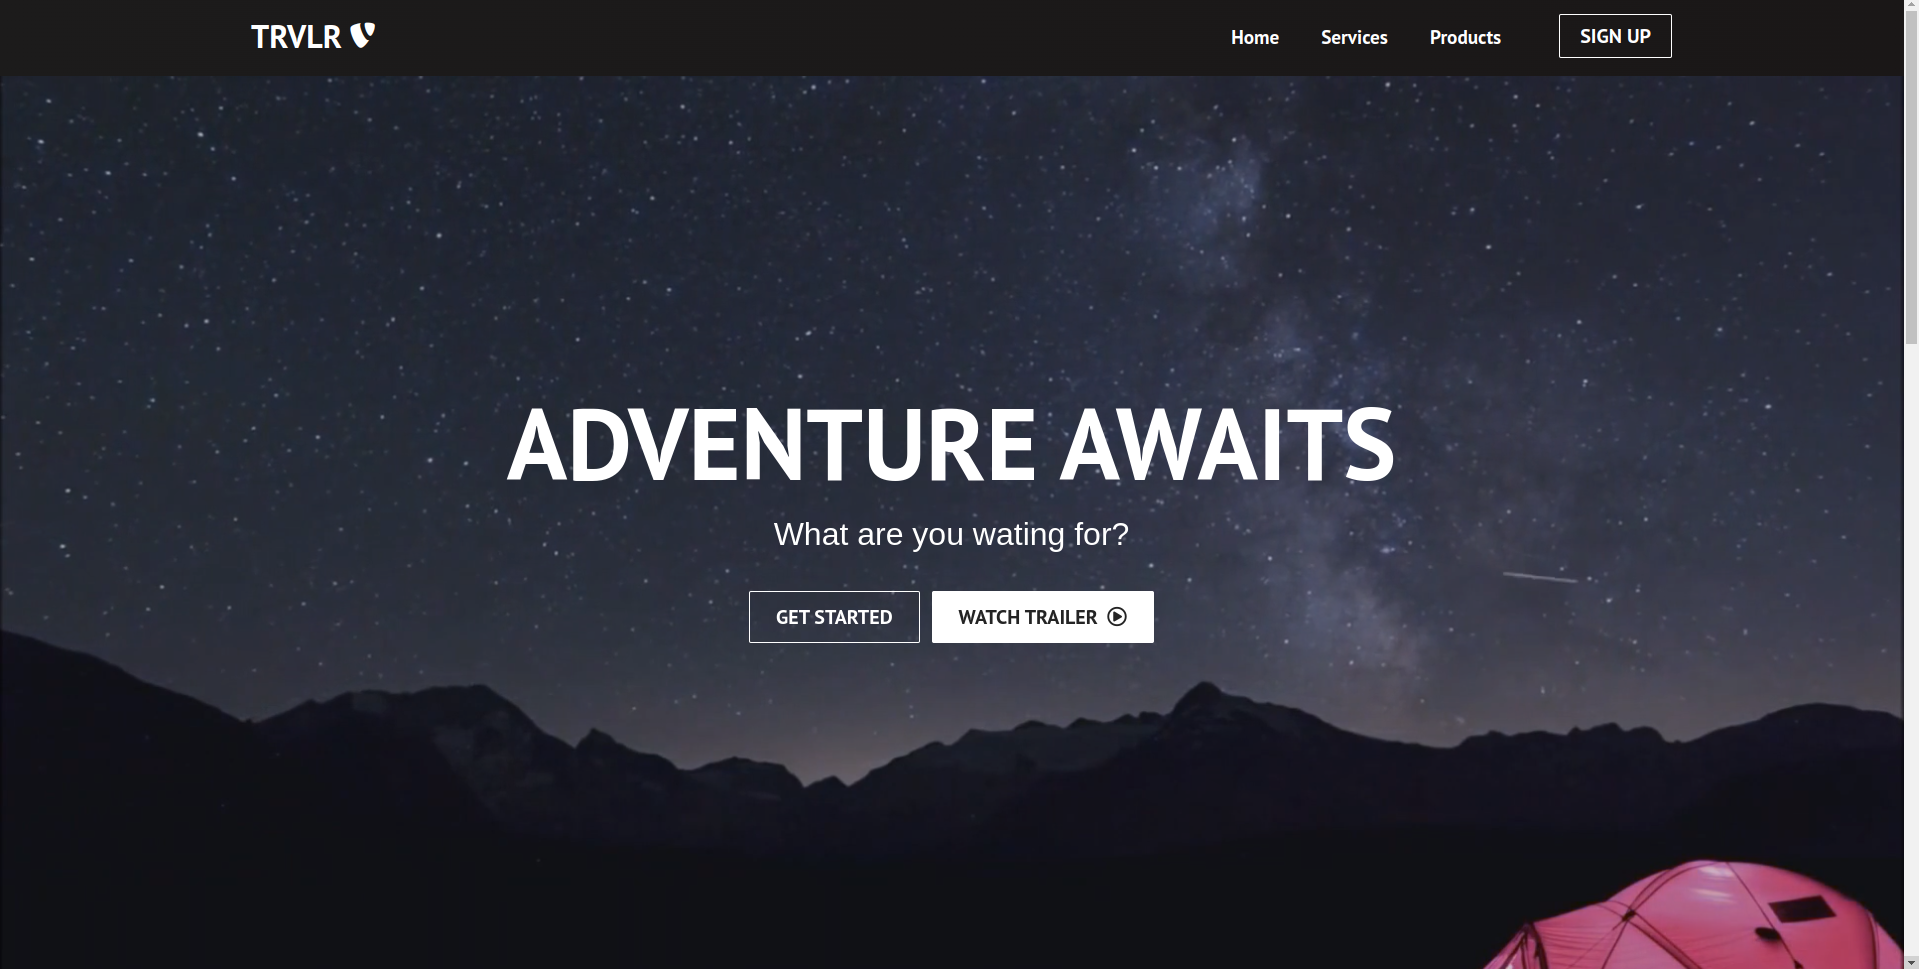 TRVLR
Home Services Products SIGN UP
ADVENTURE AWAITS
What are you wating for?
GET STARTED WATCH TRAILER